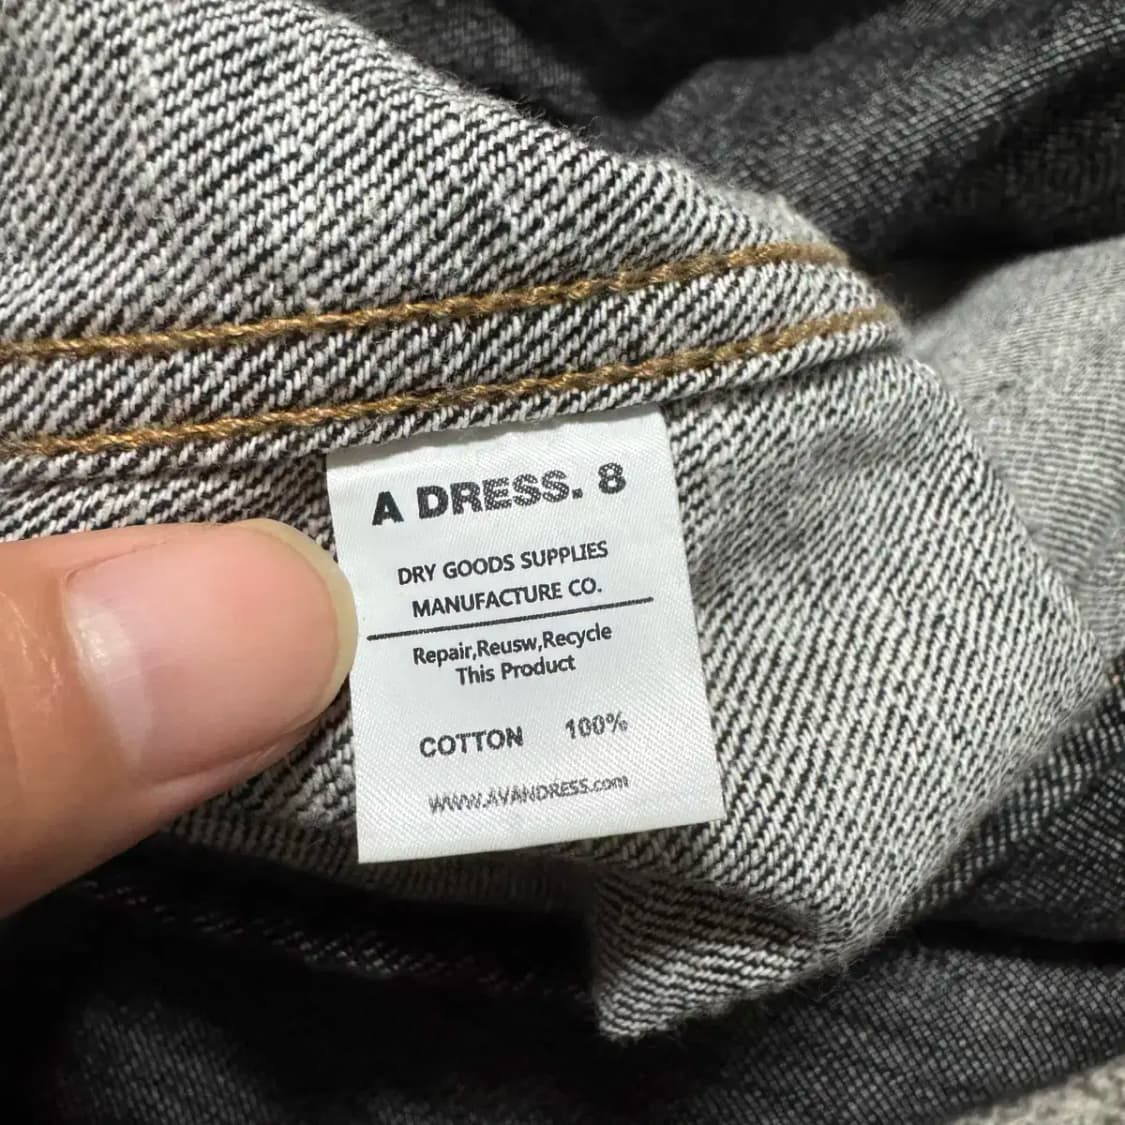 A DRESS. 8
DRY GOODS SUPPLIES
MANUFACTURE CO.
Repair,Reusw,Recycle
This Product
COTTON 100%
WWW.AVANDRESS.com